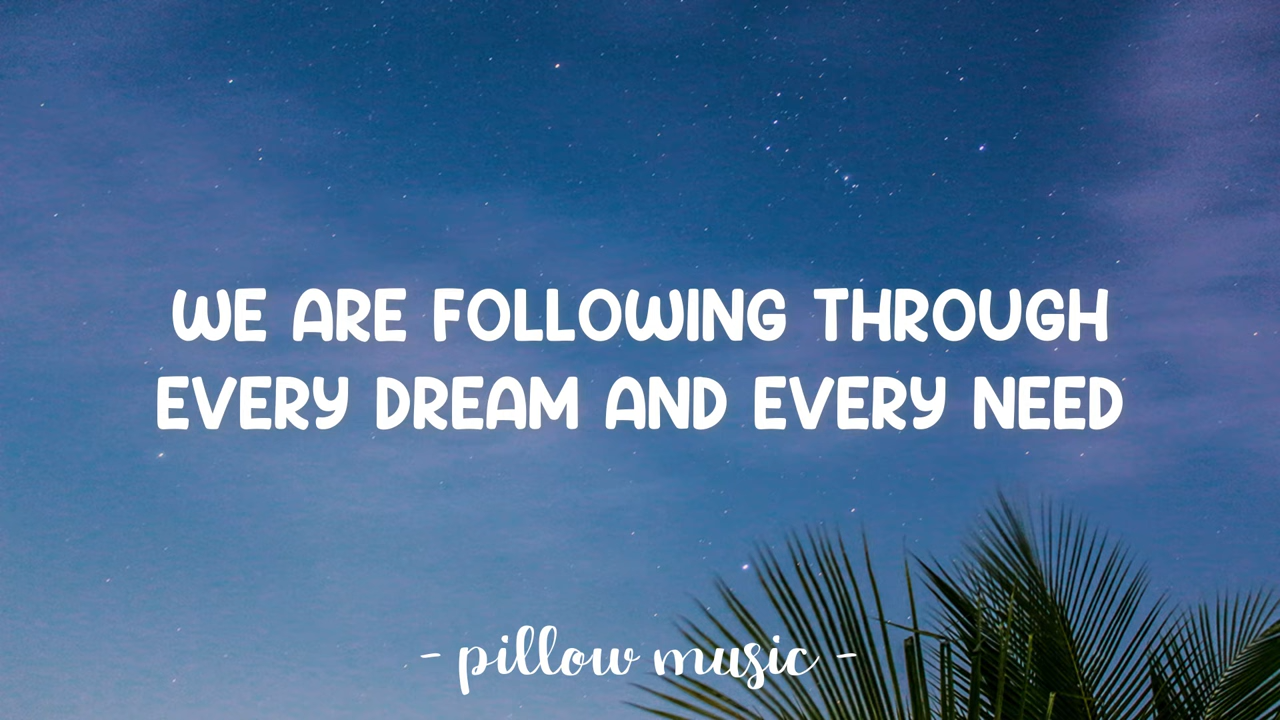 WE ARE FOLLOWING THROUGH
EVERY DREAM AND EVERY NEED
- pillow music -